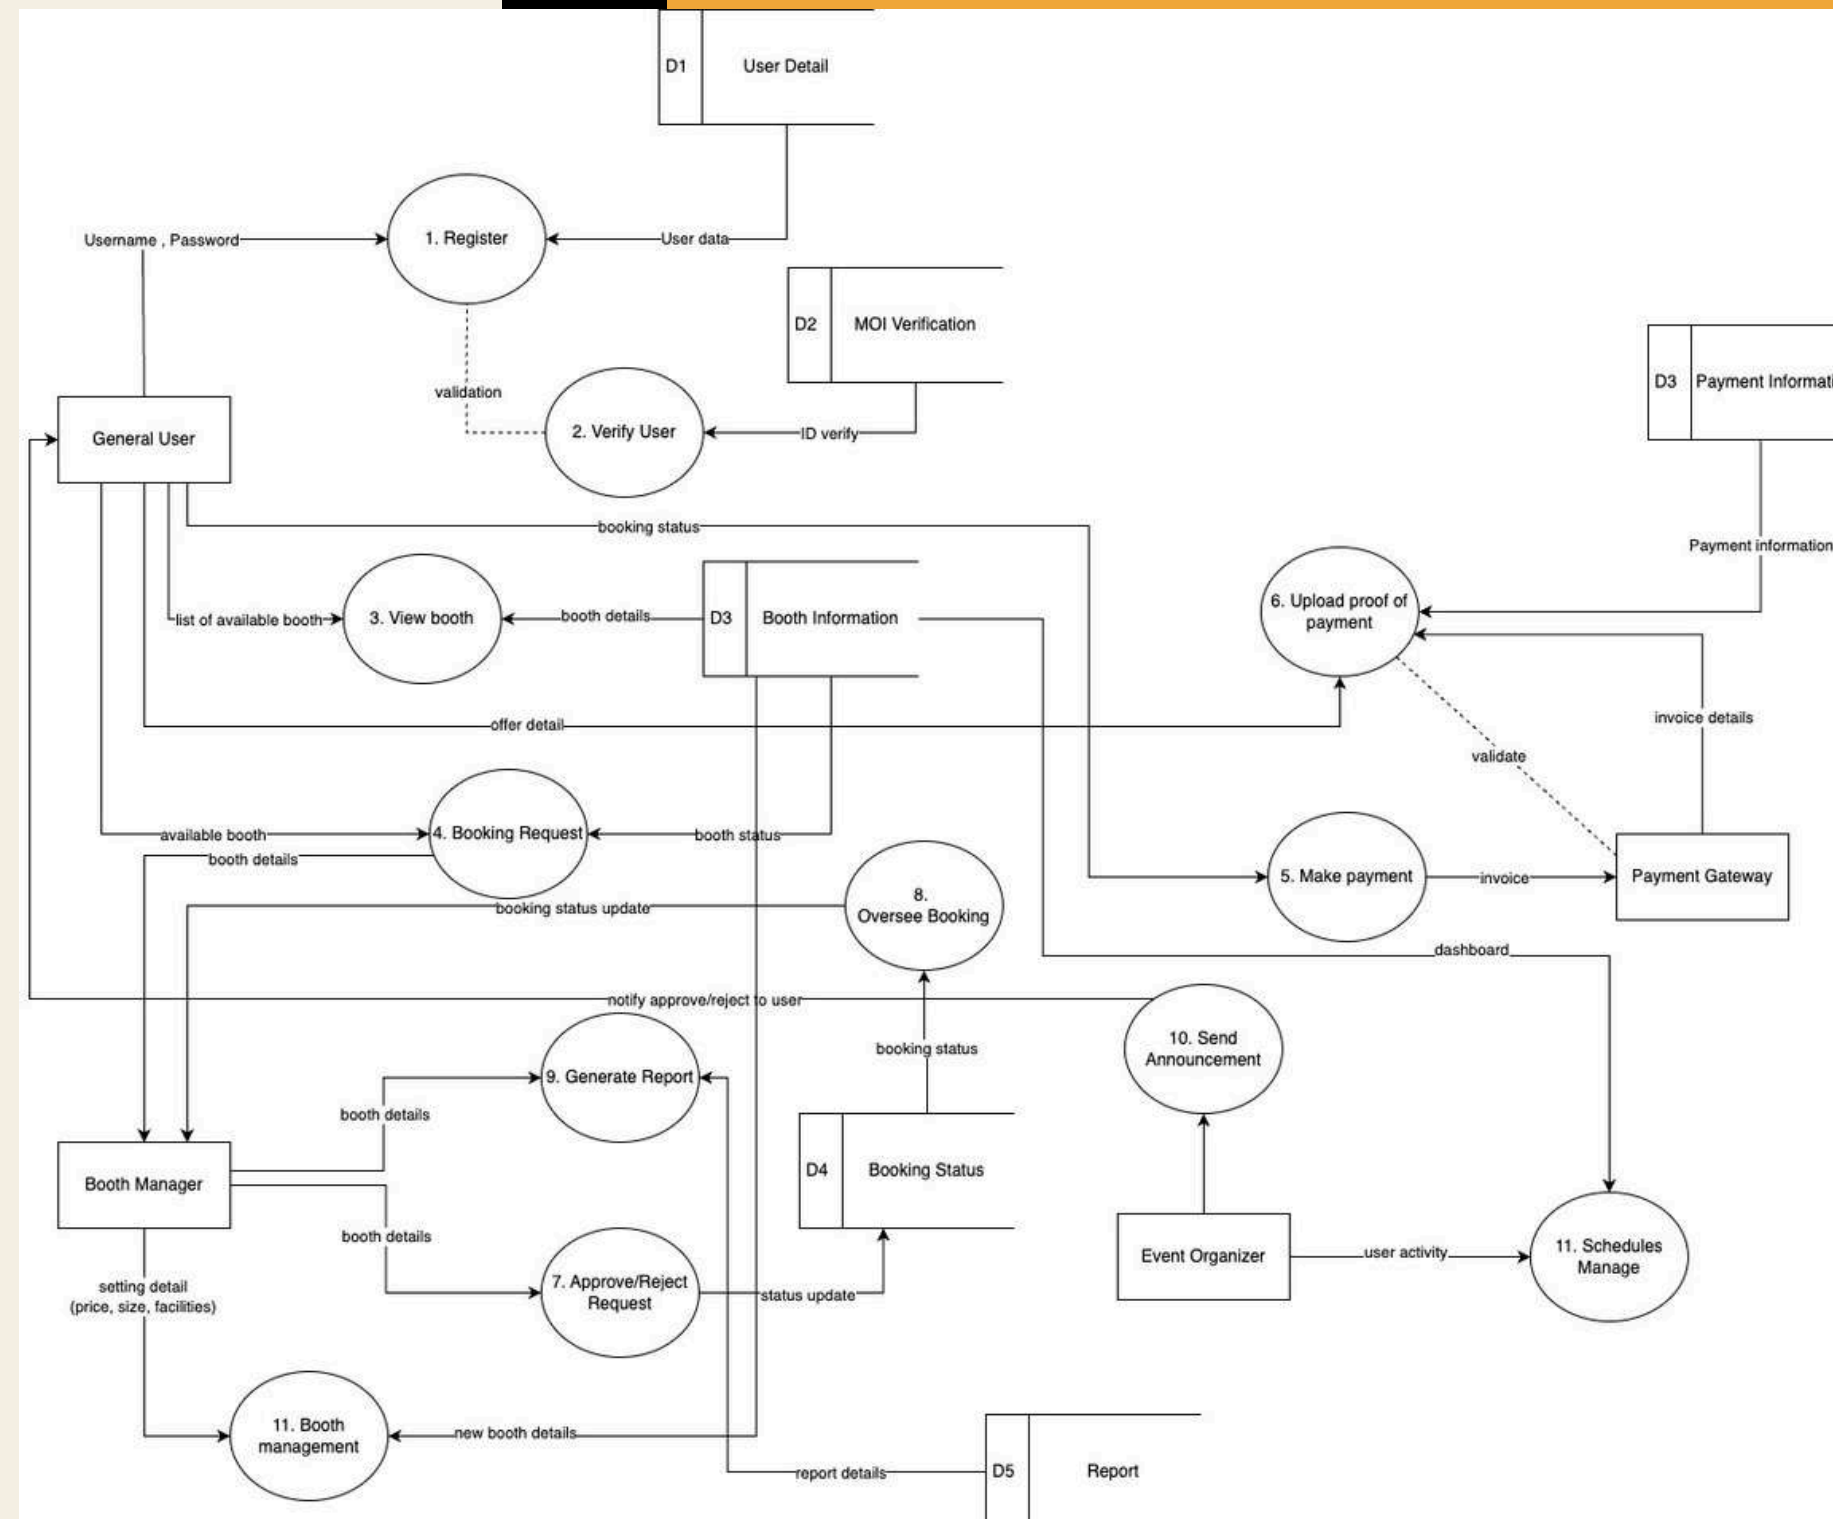 D1
User Detail
Username , Password
1. Register
User data
D2
MOI Verification
validation
2. Verify User
ID verify
General User
D3
Payment Informati
booking status
Payment information
list of available booth
3. View booth
booth details
D3
Booth Information
6. Upload proof of
payment
offer detail
invoice details
validate
available booth
4. Booking Request
booth status
booth details
8.
Oversee Booking
booking status update
5. Make payment
invoice
Payment Gateway
dashboard
notify approve/reject to user
10. Send
Announcement
booking status
9. Generate Report
booth details
Booth Manager
D4
Booking Status
booth details
Event Organizer
user activity
11. Schedules
Manage
setting detail
(price, size, facilities)
7. Approve/Reject
Request
status update
11. Booth
management
new booth details
report details
D5
Report